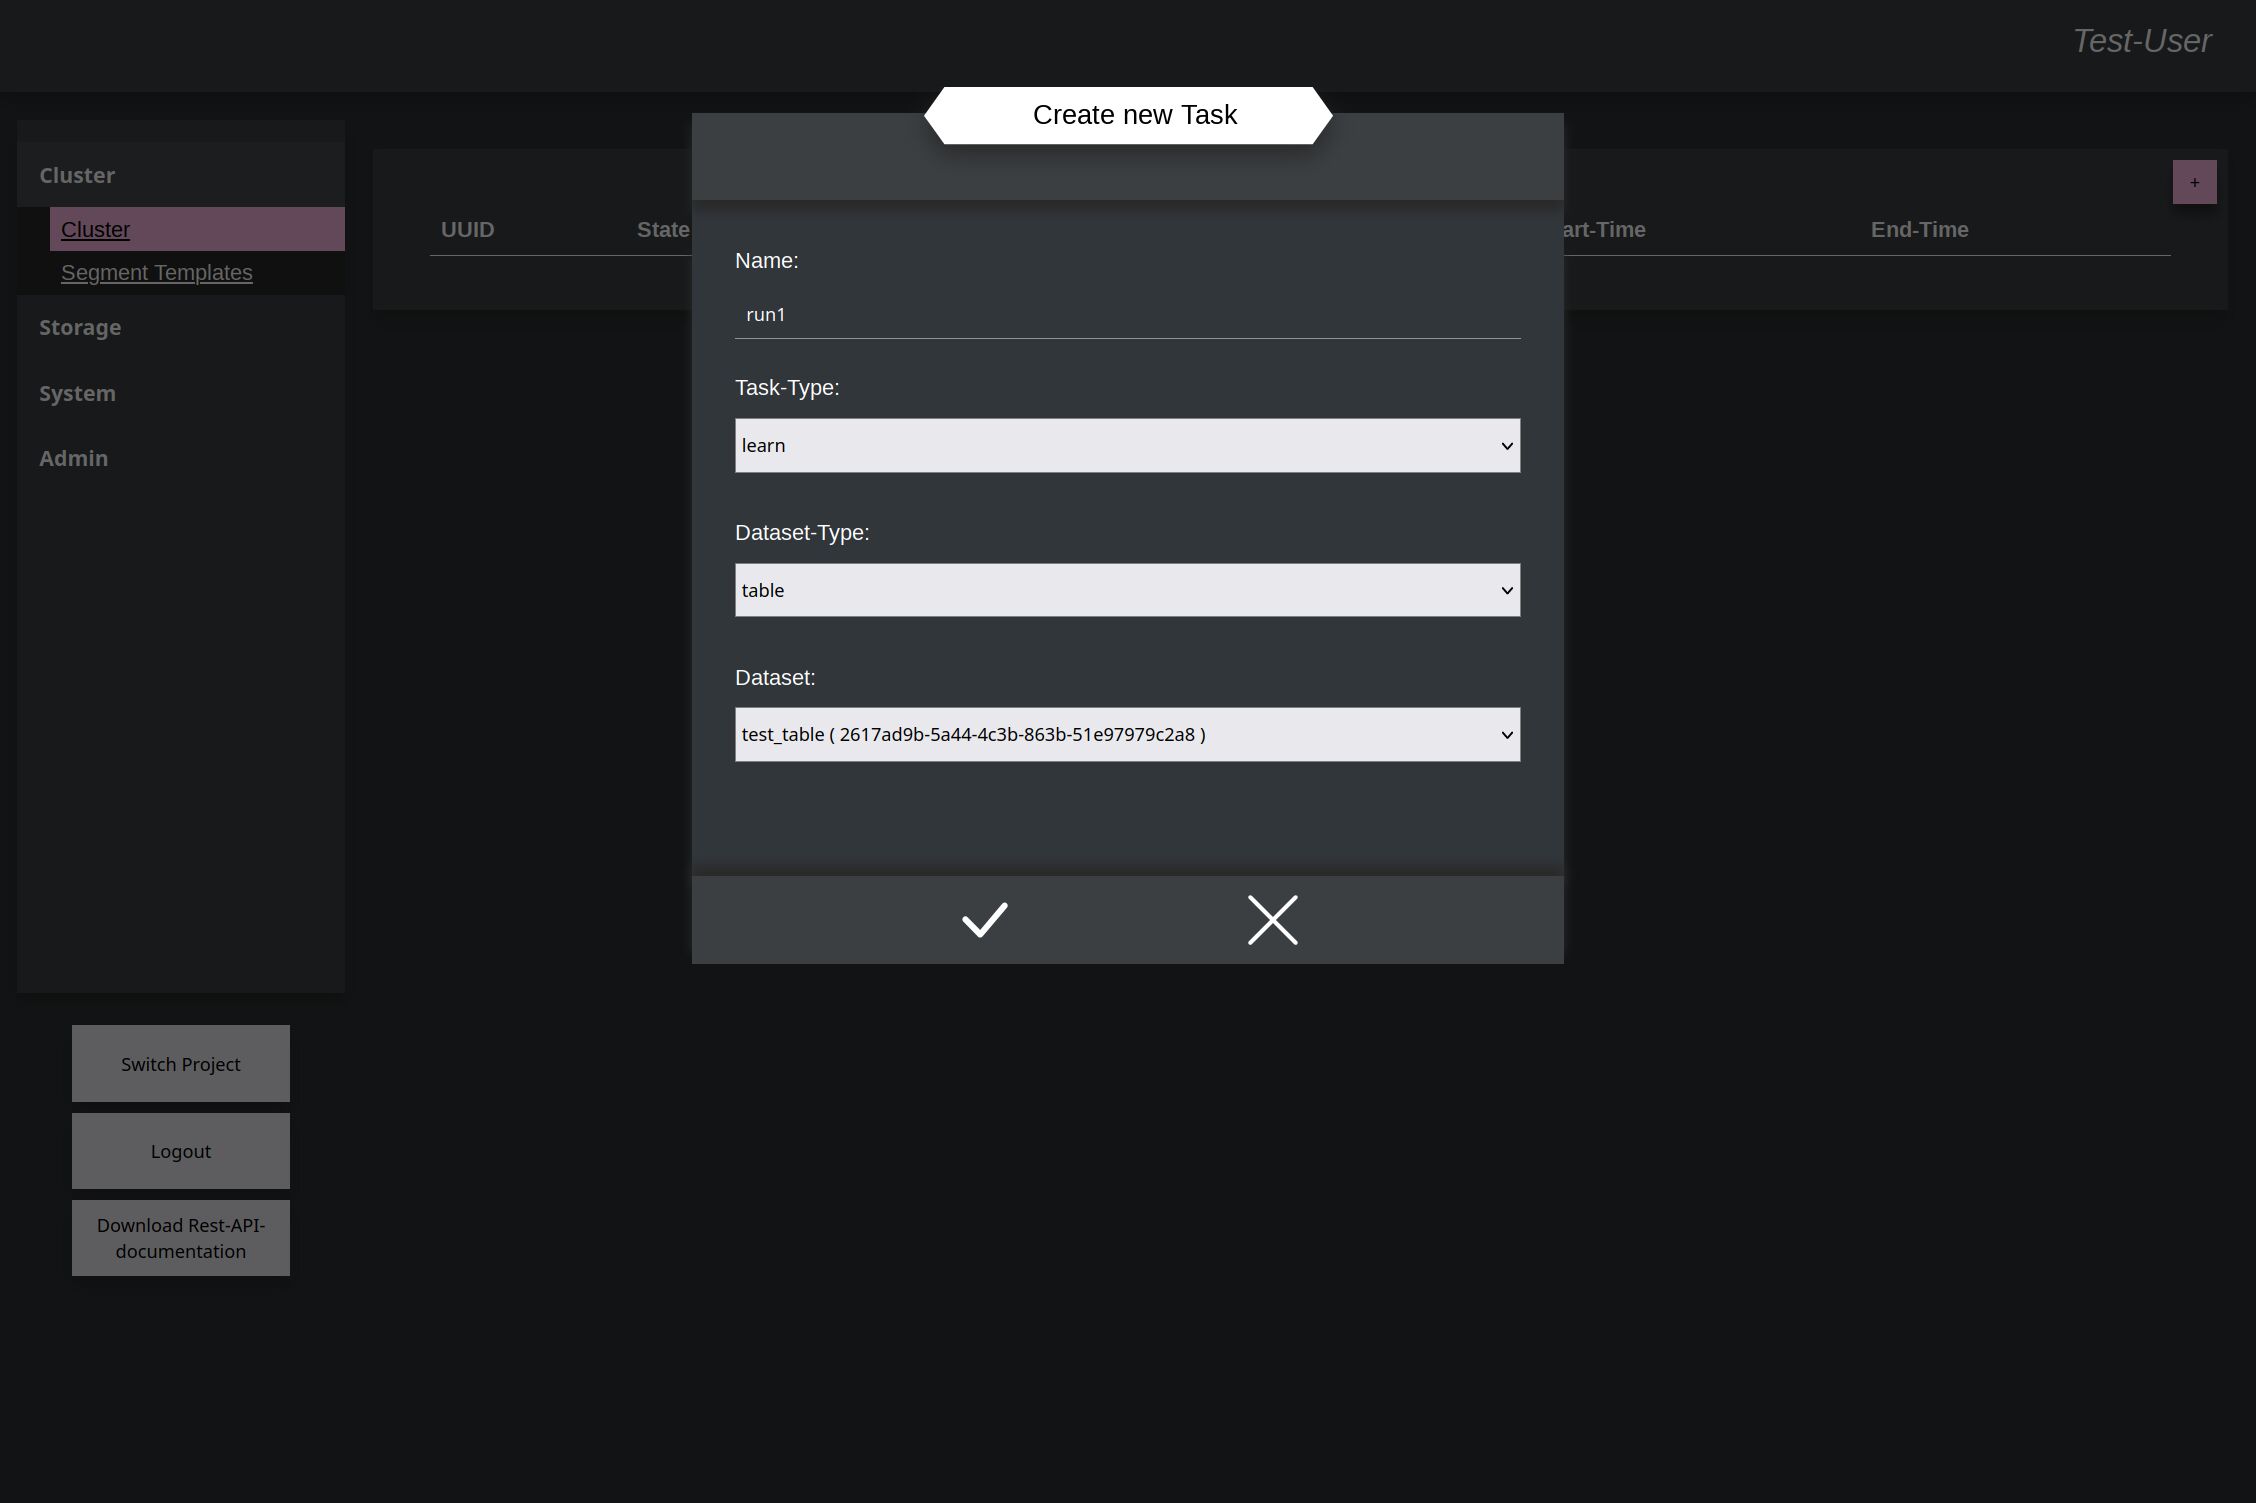 Test-User
Create new Task
Cluster
Cluster
Segment Templates
Storage
System
Admin
UUID State art-Time End-Time +
Name:
run1
Task-Type:
learn
Dataset-Type:
table
Dataset:
test_table ( 2617ad9b-5a44-4c3b-863b-51e97979c2a8 )
Switch Project
Logout
Download Rest-API-
documentation